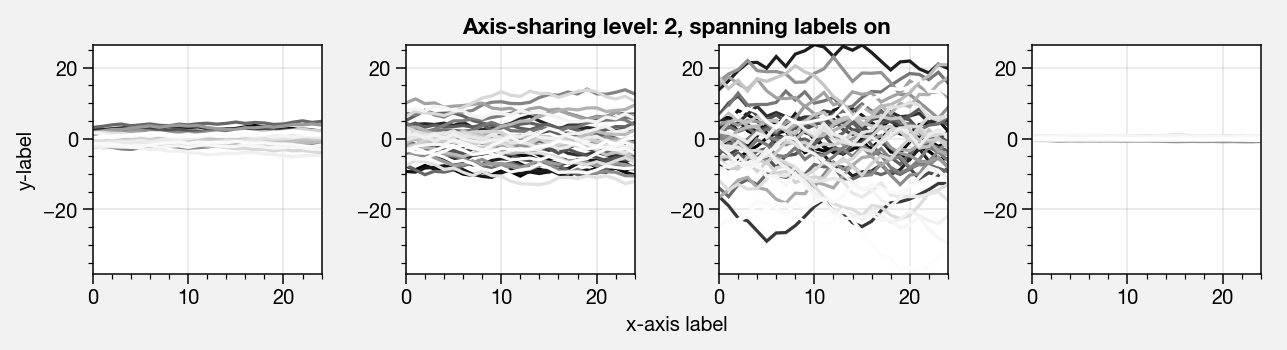 Axis-sharing level: 2, spanning labels on
20 20 20 20
0 0 0 0
−20 −20 −20 −20
y-label
0 10 20 0 10 20 0 10 20 0 10 20
x-axis label